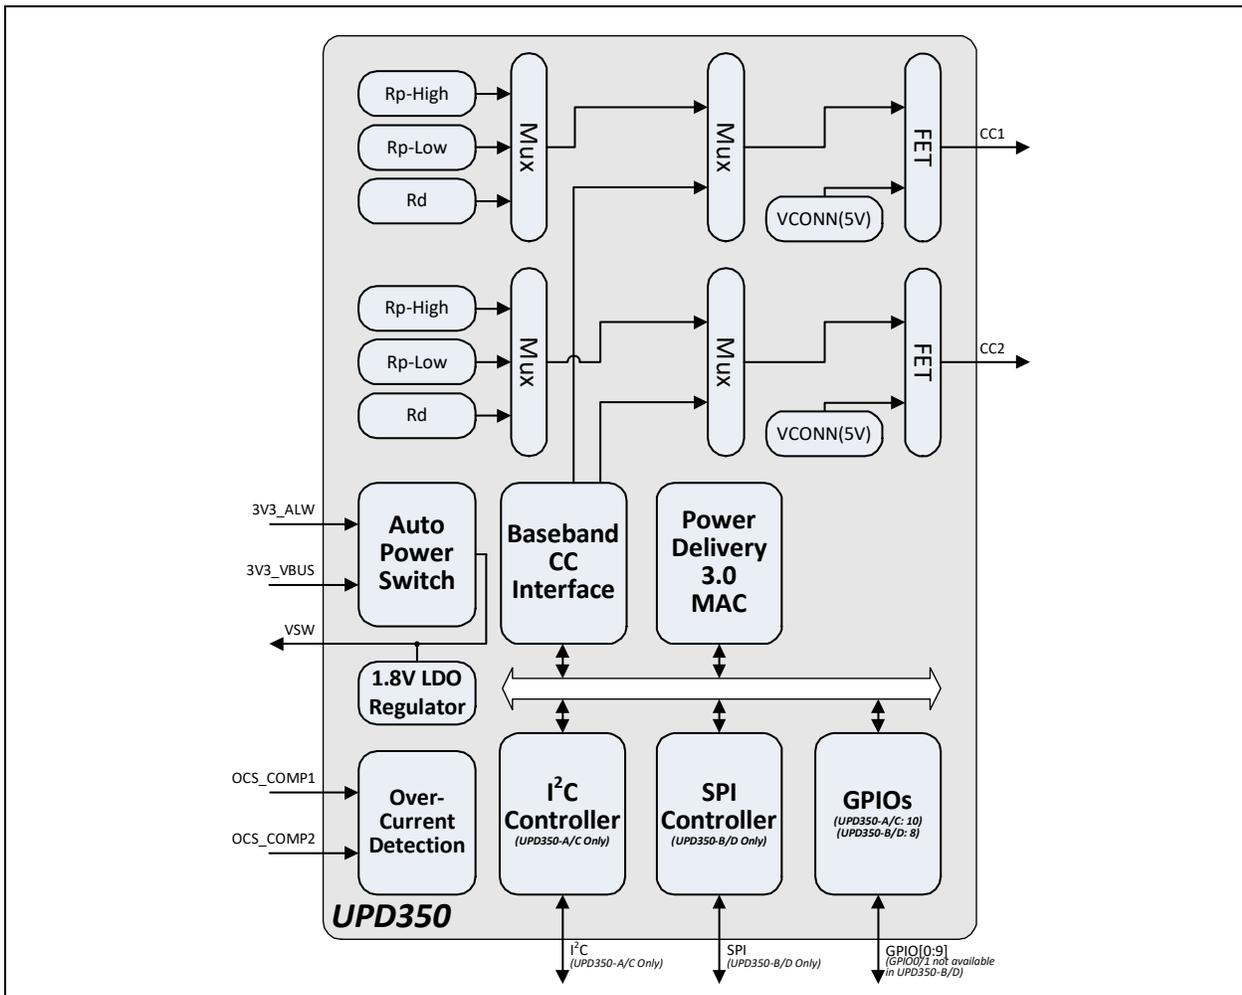 Rp-High
Rp-Low
Rd
Mux
Mux
VCONN(5V)
FET
CC1
Rp-High
Rp-Low
Rd
Mux
Mux
VCONN(5V)
FET
CC2
3V3_ALW
3V3_VBUS
VSW
Auto
Power
Switch
Baseband
CC
Interface
Power
Delivery
3.0
MAC
1.8V LDO
Regulator
OCS_COMP1
OCS_COMP2
Over-
Current
Detection
I²C
Controller
(UPD350-A/C Only)
SPI
Controller
(UPD350-B/D Only)
GPIOs
(UPD350-A/C: 10)
(UPD350-B/D: 8)
UPD350
I²C
(UPD350-A/C Only)
SPI
(UPD350-B/D Only)
GPIO[0:9]
(GPIO0/1 not available
in UPD350-B/D)